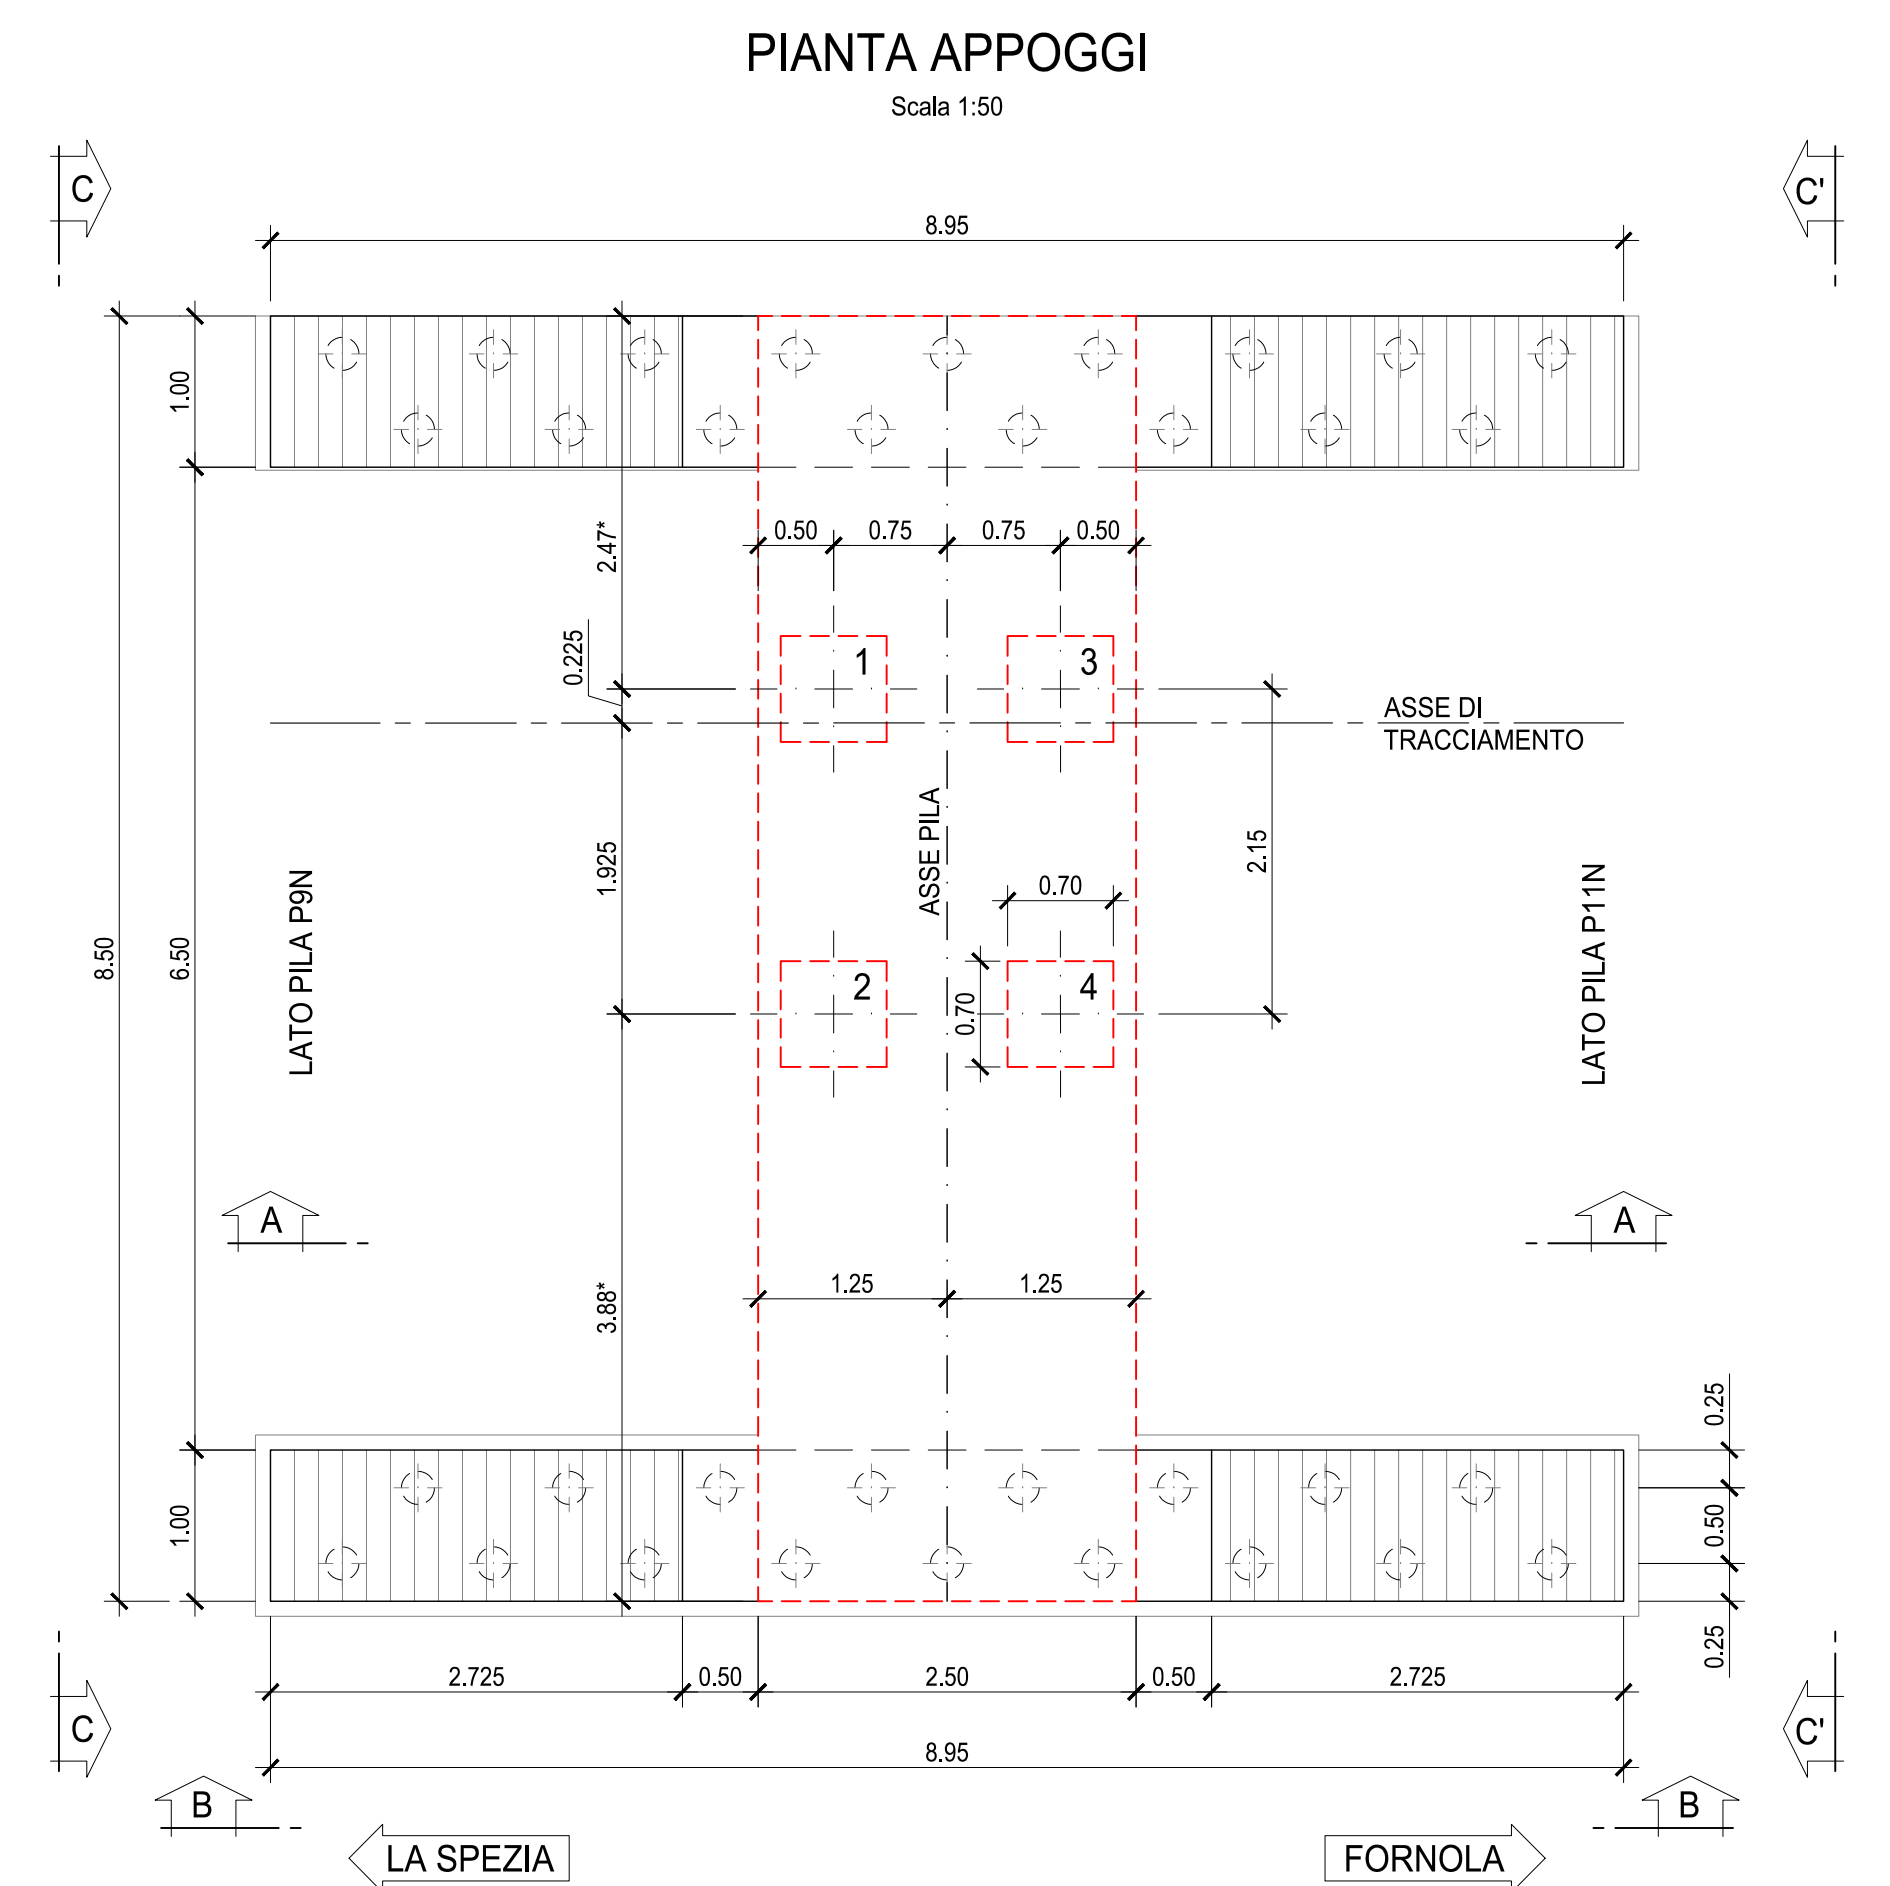 PIANTA APPOGGI
Scala 1:50
C
C'
8.95
1.00
2.47*
0.50
0.75
0.75
0.50
0.225
1
3
ASSE DI
TRACCIAMENTO
ASSE PILA
1.925
2.15
0.70
LATO PILA P9N
LATO PILA P11N
8.50
6.50
2
4
0.70
A
A
1.25
1.25
3.88*
0.25
1.00
0.50
0.25
2.725
0.50
2.50
0.50
2.725
C
C'
8.95
B
B
LA SPEZIA
FORNOLA